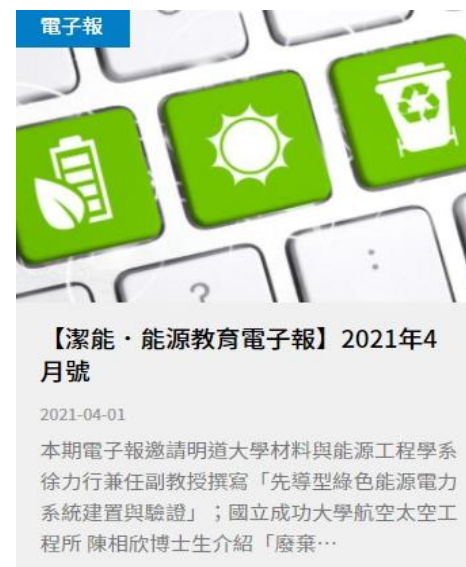 電子報
?
:
【潔能・能源教育電子報】2021年4
月號
2021-04-01
本期電子報邀請明道大學材料與能源工程學系
徐力行兼任副教授撰寫「先導型綠色能源電力
系統建置與驗證」；國立成功大學航空太空工
程所 陳相欣博士生介紹「廢棄…